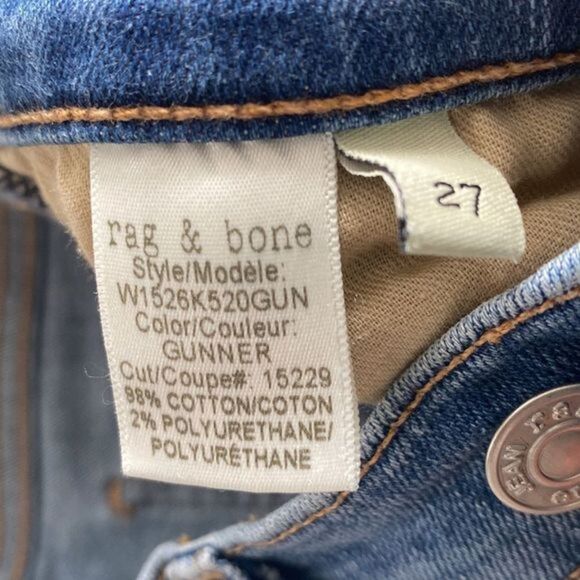 rag & bone
Style/Modèle:
W1526K520GUN
Color/Couleur:
GUNNER
Cut/Coupe#: 15229
98% COTTON/COTON
2% POLYURETHANE/
POLYURÉTHANE
27